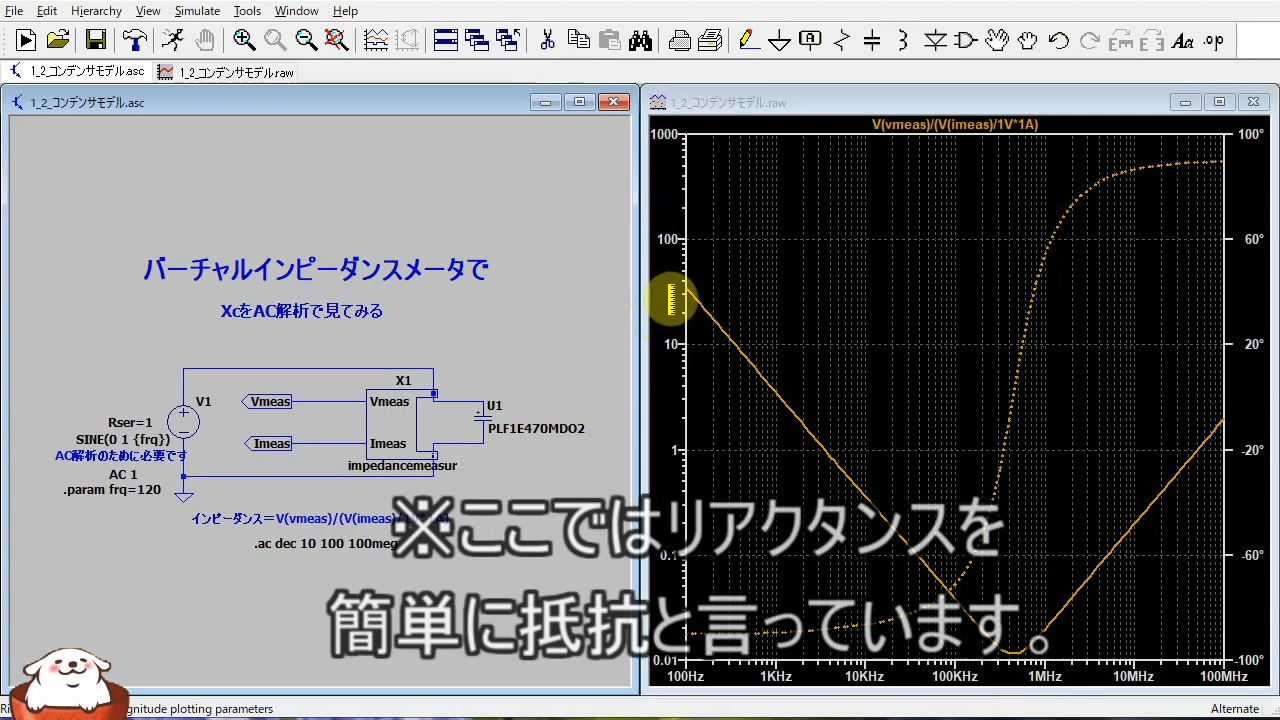 File Edit Hierarchy View Simulate Tools Window Help
1_2_コンデンサモデル.asc 1_2_コンデンサモデル.raw
1_2_コンデンサモデル.asc
バーチャルインピーダンスメータで
XcをAC解析で見てみる
X1
V1
Vmeas
Vmeas
U1
Rser=1
PLF1E470MDO2
SINE(0 1 {frq})
Imeas
Imeas
AC解析のために必要です
impedancemeasur
AC 1
.param frq=120
インピーダンス=V(vmeas)/(V(imeas)/
.ac dec 10 100 100meg
1_2_コンデンサモデル.raw
V(vmeas)/(V(imeas)/1V*1A)
1000 100°
100 60°
10 20°
1 -20°
0.1 -60°
0.01 -100°
100Hz 1KHz 10KHz 100KHz 1MHz 10MHz 100MHz
※ここではリアクタンスを
簡単に抵抗と言っています。
gnitude plotting parameters
Alternate